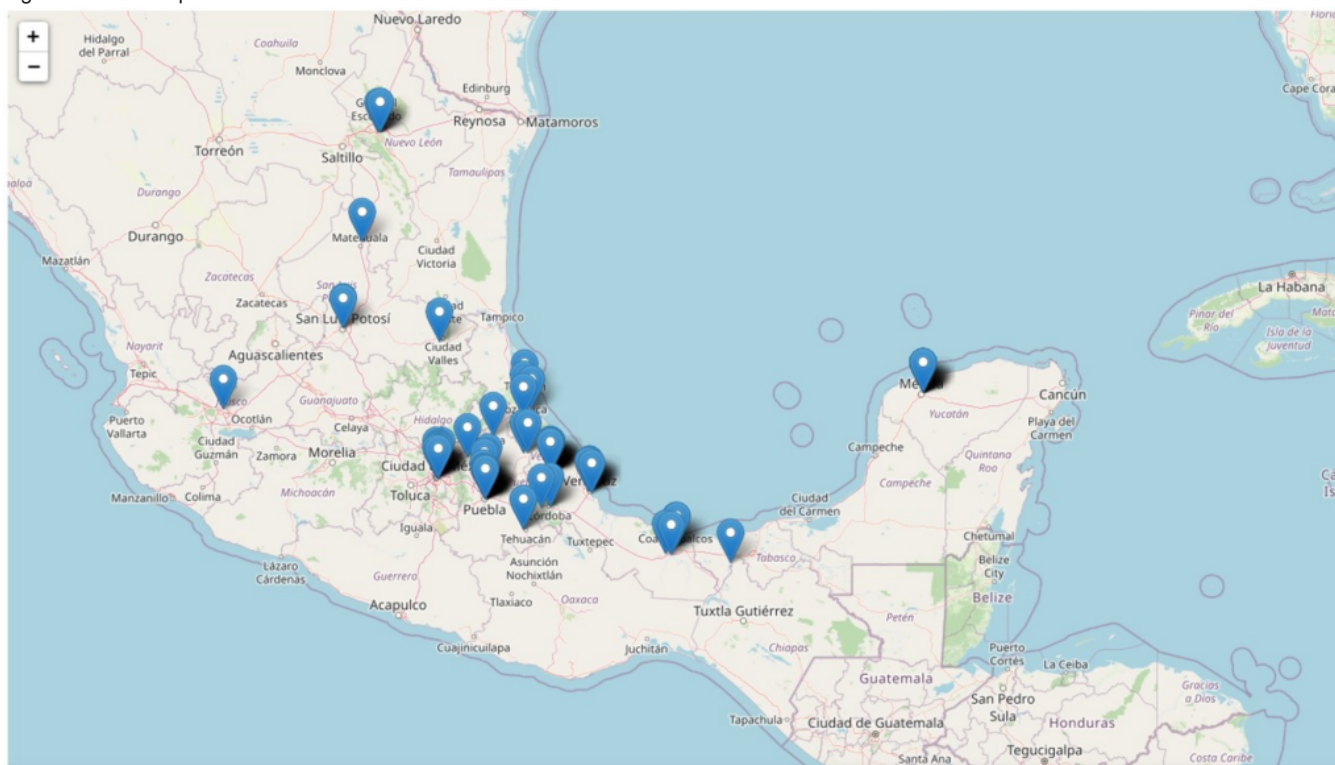 +
−
Nuevo Laredo
Hidalgo
del Parral
Coahuila
Monclova
Edinburg
Reynosa
Matamoros
Cape Cora
Torreón
Saltillo
Nuevo León
Tamaulipas
Durango
Durango
Ciudad
Victoria
Mazatlán
Zacatecas
Zacatecas
La Habana
Pinar del
Río
Isla de la
Juventud
San Luis Potosí
Tampico
Aguascalientes
Ciudad
Valles
Nayarit
Tepic
Guanajuato
Ocotlán
Puerto
Vallarta
Celaya
Hidalgo
Yucatán
Cancún
Playa del
Carmen
Ciudad
Guzmán
Zamora
Morelia
Campeche
Quintana
Roo
Campeche
Manzanillo
Colima
Michoacán
Toluca
Puebla
Córdoba
Ciudad
del Carmen
Iguala
Tehuacán
Tuxtepec
Tabasco
Chetumal
Lázaro
Cárdenas
Guerrero
Asunción
Nochixtlán
Belize
City
Belize
Acapulco
Tlaxiaco
Oaxaca
Tuxtla Gutiérrez
Petén
Cuajinicuilapa
Juchitán
Chiapas
Puerto
Cortés
La Ceiba
Guatemala
San Pedro
Sula
Gracias
a Dios
Tapachula
Ciudad de Guatemala
Honduras
Santa Ana
Tegucigalpa
Costa Caribe